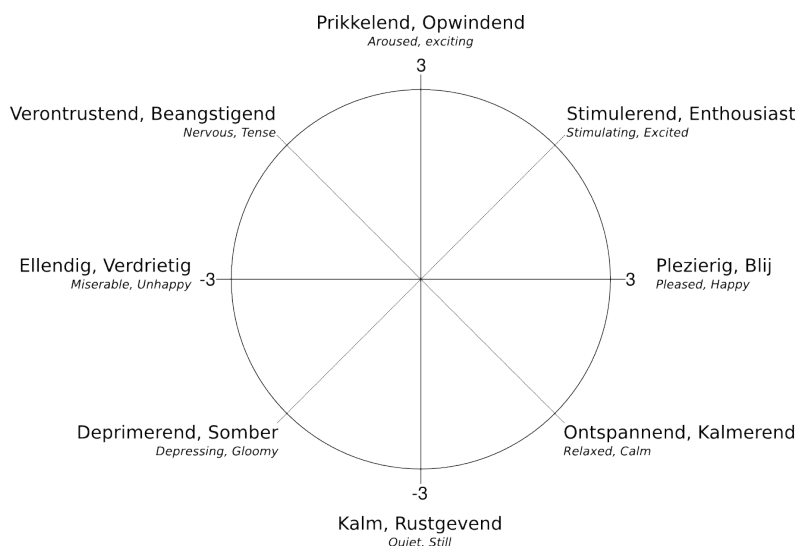 Prikkelend, Opwindend
Aroused, exciting
3
Verontrustend, Beangstigend
Nervous, Tense
Stimulerend, Enthousiast
Stimulating, Excited
Ellendig, Verdrietig
Miserable, Unhappy
-3
3
Plezierig, Blij
Pleased, Happy
Deprimerend, Somber
Depressing, Gloomy
Ontspannend, Kalmerend
Relaxed, Calm
-3
Kalm, Rustgevend
Quiet, Still